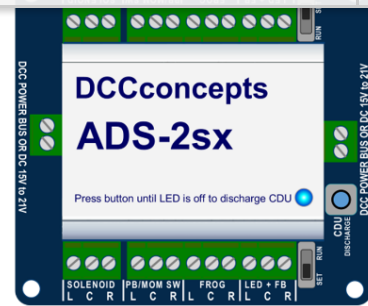 RUN
DCC POWER BUS OR DC 15V to 21V
DCC POWER BUS OR DC 15V to 21V
DCCconcepts
ADS-2sx
Press button until LED is off to discharge CDU
CDU
DISCHARGE
RUN
SET
SOLENOID PB/MOM SW FROG LED + FB
L C R L C R L C R L C R